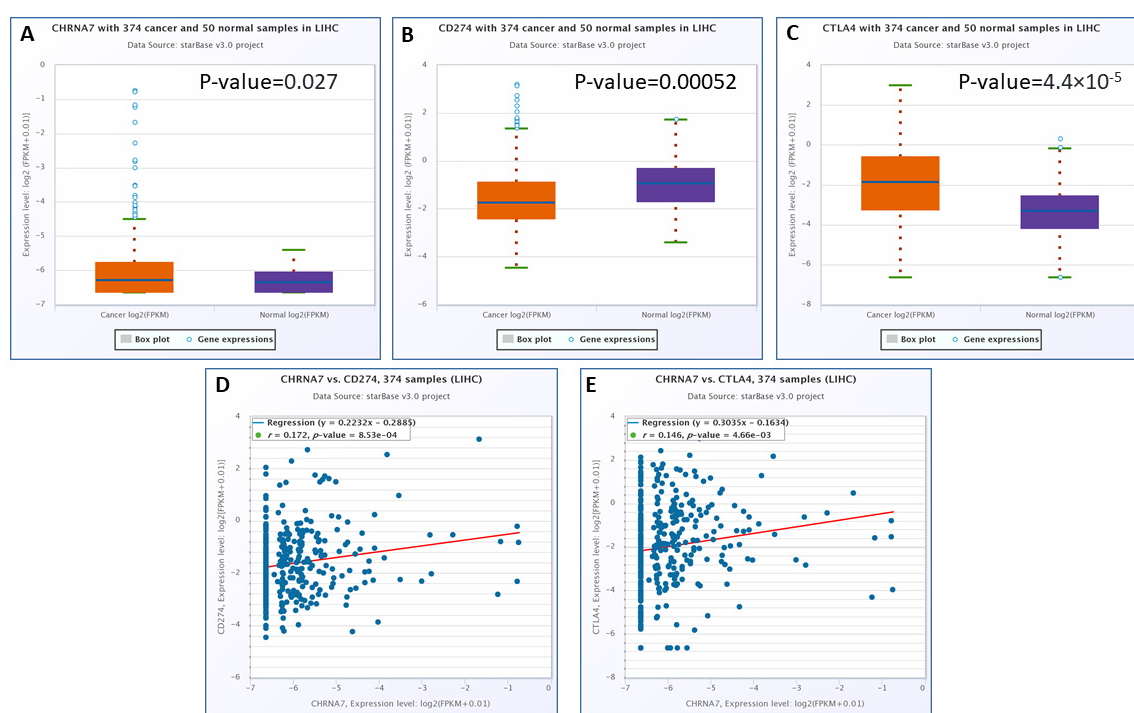 A
CHRNA7 with 374 cancer and 50 normal samples in LIHC
Data Source: starBase v3.0 project
P-value=0.027
Expression level: log2 (FPKM+0.01)]
0
−1
−2
−3
−4
−5
−6
−7
Cancer log2(FPKM)
Normal log2(FPKM)
Box plot
Gene expressions
B
CD274 with 374 cancer and 50 normal samples in LIHC
Data Source: starBase v3.0 project
P-value=0.00052
Expression level: log2 (FPKM+0.01)]
4
2
0
−2
−4
−6
Cancer log2(FPKM)
Normal log2(FPKM)
Box plot
Gene expressions
C
CTLA4 with 374 cancer and 50 normal samples in LIHC
Data Source: starBase v3.0 project
P-value=4.4×10⁻⁵
Expression level: log2 (FPKM+0.01)]
4
2
0
−2
−4
−6
−8
Cancer log2(FPKM)
Normal log2(FPKM)
Box plot
Gene expressions
D
CHRNA7 vs. CD274, 374 samples (LIHC)
Data Source: starBase v3.0 project
Regression (y = 0.2232x − 0.2885)
r = 0.172, p-value = 8.53e−04
CD274, Expression level: log2[FPKM+0.01)]
4
2
0
−2
−4
−6
−7
−6
−5
−4
−3
−2
−1
0
CHRNA7, Expression level: log2(FPKM+0.01)
E
CHRNA7 vs. CTLA4, 374 samples (LIHC)
Data Source: starBase v3.0 project
Regression (y = 0.3035x − 0.1634)
r = 0.146, p-value = 4.66e−03
CTLA4, Expression level: log2[FPKM+0.01)]
4
2
0
−2
−4
−6
−8
−7
−6
−5
−4
−3
−2
−1
0
CHRNA7, Expression level: log2(FPKM+0.01)